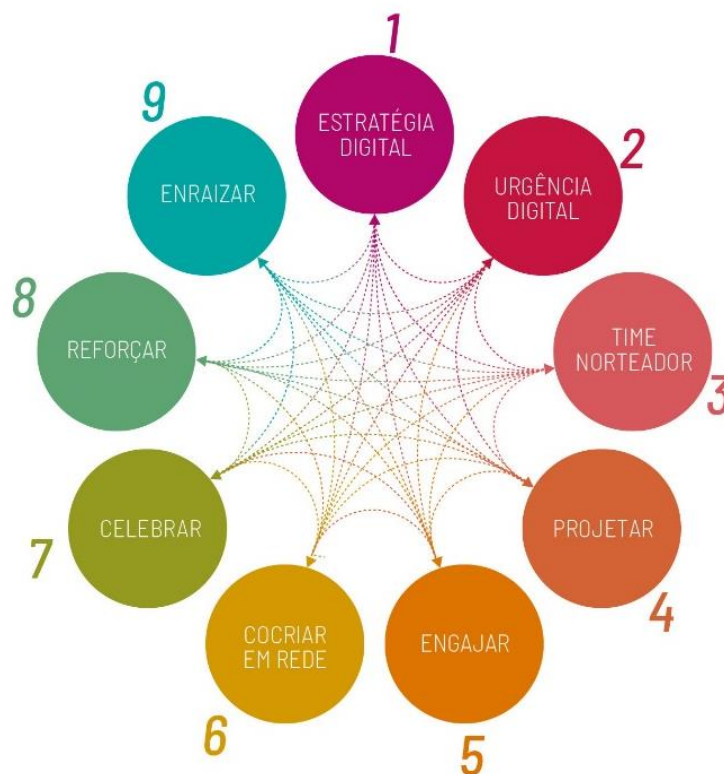 1
ESTRATÉGIA
DIGITAL
2
URGÊNCIA
DIGITAL
3
TIME
NORTEADOR
4
PROJETAR
5
ENGAJAR
6
COCRIAR
EM REDE
7
CELEBRAR
8
REFORÇAR
9
ENRAIZAR